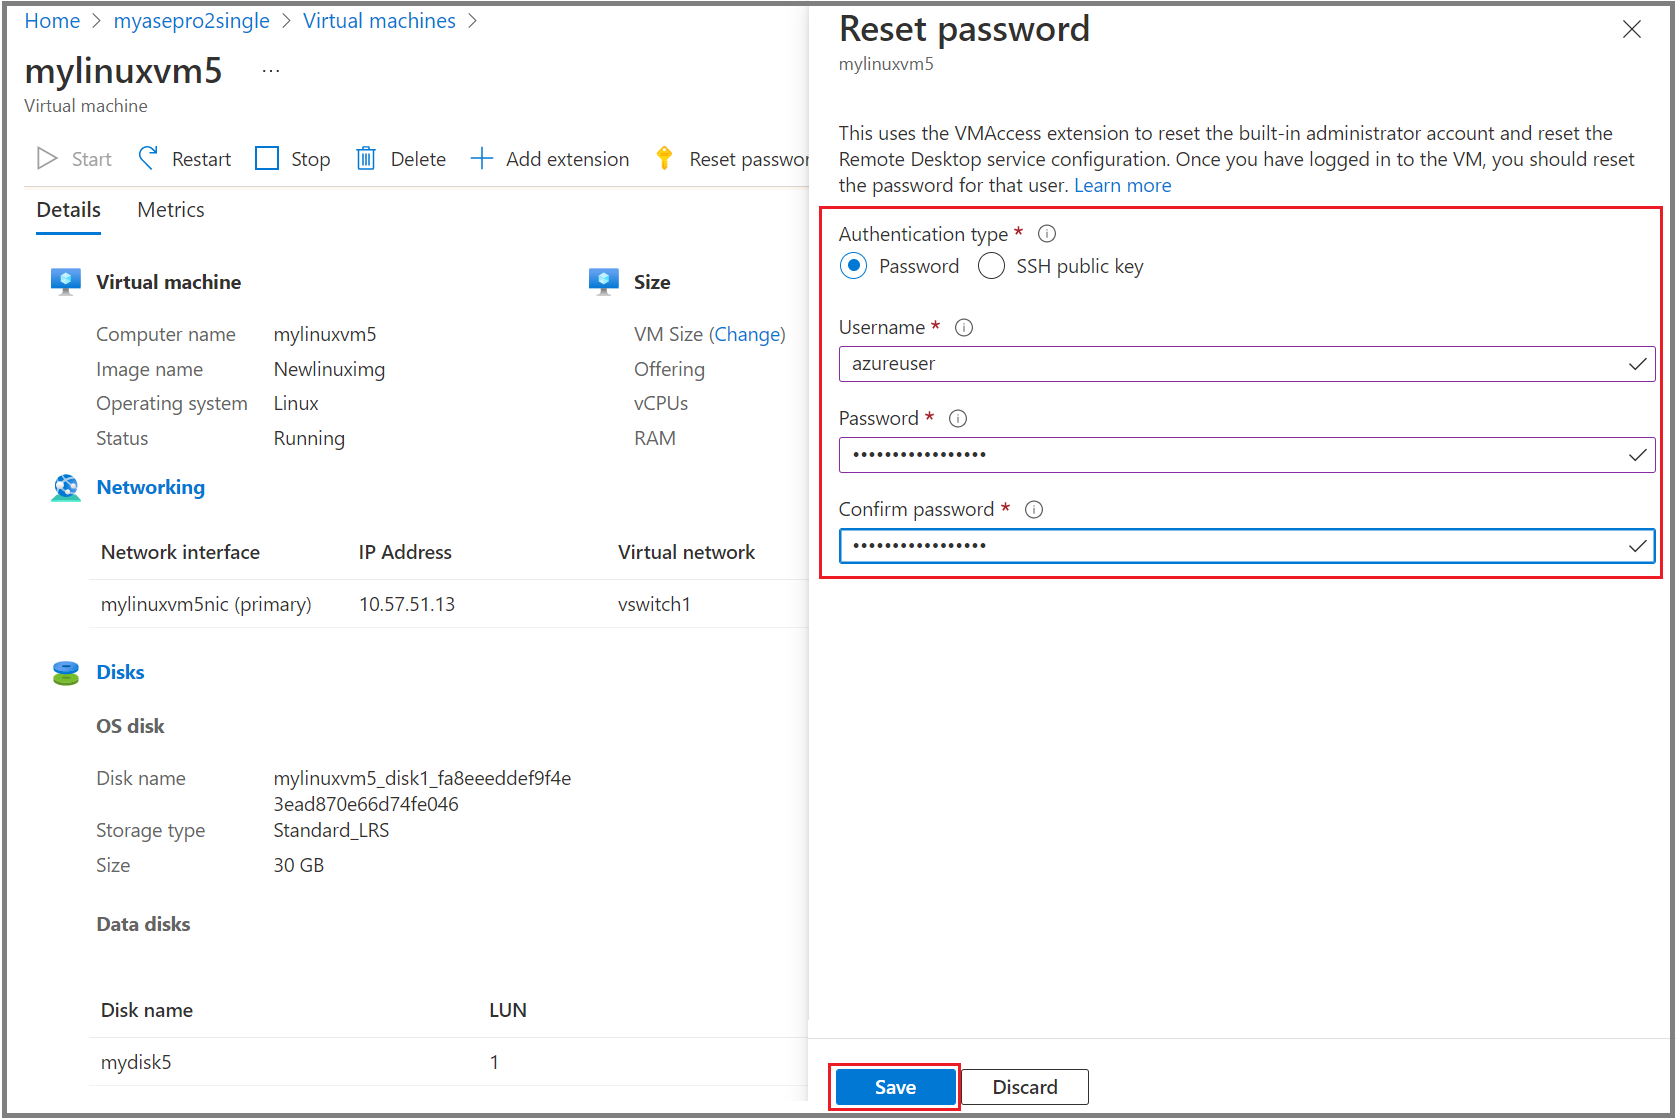 Home > myasepro2single > Virtual machines >
mylinuxvm5 ...
Virtual machine
Start Restart Stop Delete Add extension Reset passwor
Details Metrics
Virtual machine
Computer name mylinuxvm5
Image name Newlinuximg
Operating system Linux
Status Running
Size
VM Size (Change)
Offering
vCPUs
RAM
Networking
Network interface IP Address Virtual network
mylinuxvm5nic (primary) 10.57.51.13 vswitch1
Disks
OS disk
Disk name mylinuxvm5_disk1_fa8eeeddef9f4e
3ead870e66d74fe046
Storage type Standard_LRS
Size 30 GB
Data disks
Disk name LUN
mydisk5 1
Reset password
mylinuxvm5
This uses the VMAccess extension to reset the built-in administrator account and reset the
Remote Desktop service configuration. Once you have logged in to the VM, you should reset
the password for that user. Learn more
Authentication type *
Password SSH public key
Username *
azureuser
Password *
•••••••••••••••••
Confirm password *
•••••••••••••••••
Save Discard